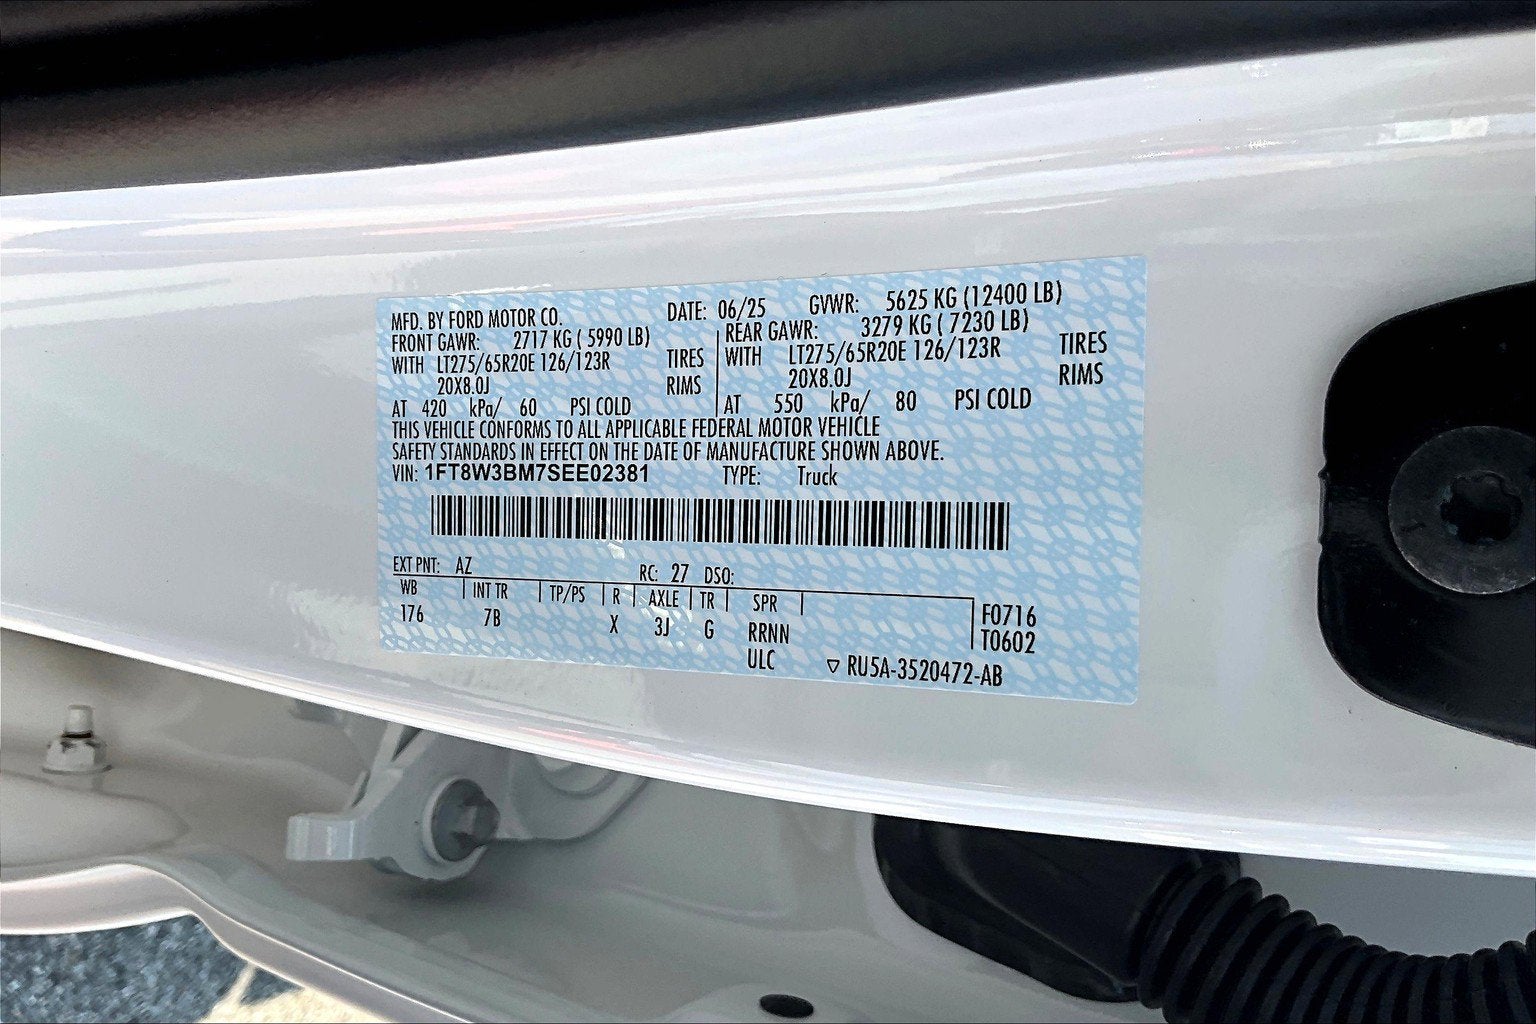 MFD. BY FORD MOTOR CO. DATE: 06/25 GVWR: 5625 KG (12400 LB)
FRONT GAWR: 2717 KG ( 5990 LB) REAR GAWR: 3279 KG ( 7230 LB)
WITH LT275/65R20E 126/123R TIRES WITH LT275/65R20E 126/123R TIRES
20X8.0J RIMS 20X8.0J RIMS
AT 420 kPa/ 60 PSI COLD AT 550 kPa/ 80 PSI COLD
THIS VEHICLE CONFORMS TO ALL APPLICABLE FEDERAL MOTOR VEHICLE
SAFETY STANDARDS IN EFFECT ON THE DATE OF MANUFACTURE SHOWN ABOVE.
VIN: 1FT8W3BM7SEE02381 TYPE: Truck
EXT PNT: AZ RC: 27 DSO:
WB INT TR TP/PS R AXLE TR SPR F0716
176 7B X 3J G RRNN T0602
ULC ▽ RU5A-3520472-AB